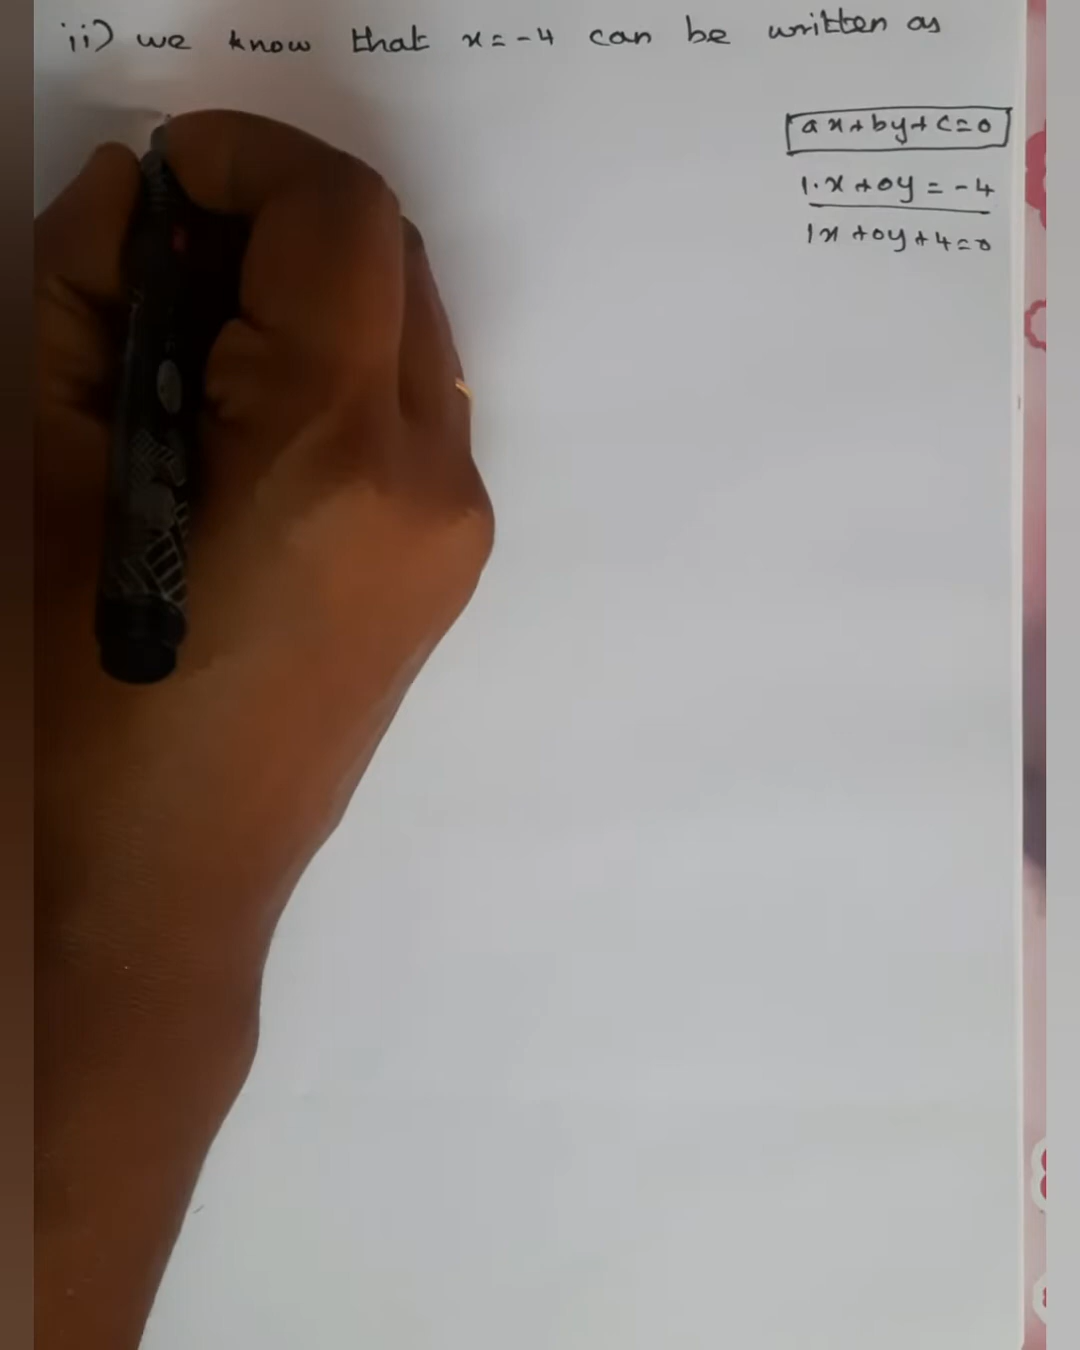 ii) we know that x = -4 can be written as
ax+by+c=0
1.x +0y = -4
1x +0y+4=0